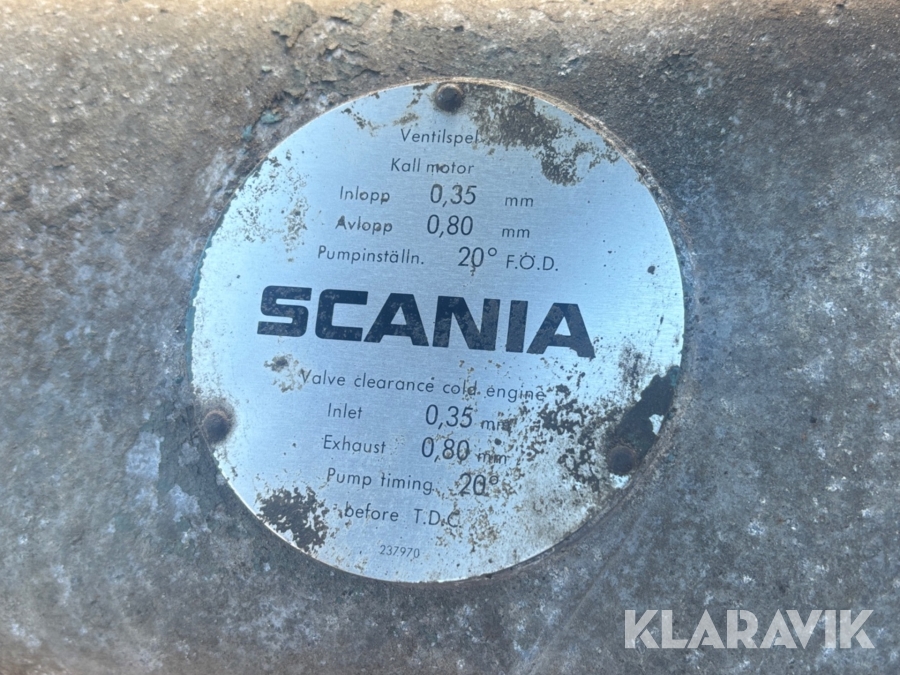 Ventilspel
Kall motor
Inlopp 0,35 mm
Avlopp 0,80 mm
Pumpinställn. 20° F.Ö.D.
SCANIA
Valve clearance cold engine
Inlet 0,35 mm
Exhaust 0,80 mm
Pump timing 20°
before T.D.C.
237970
KLARAVIK